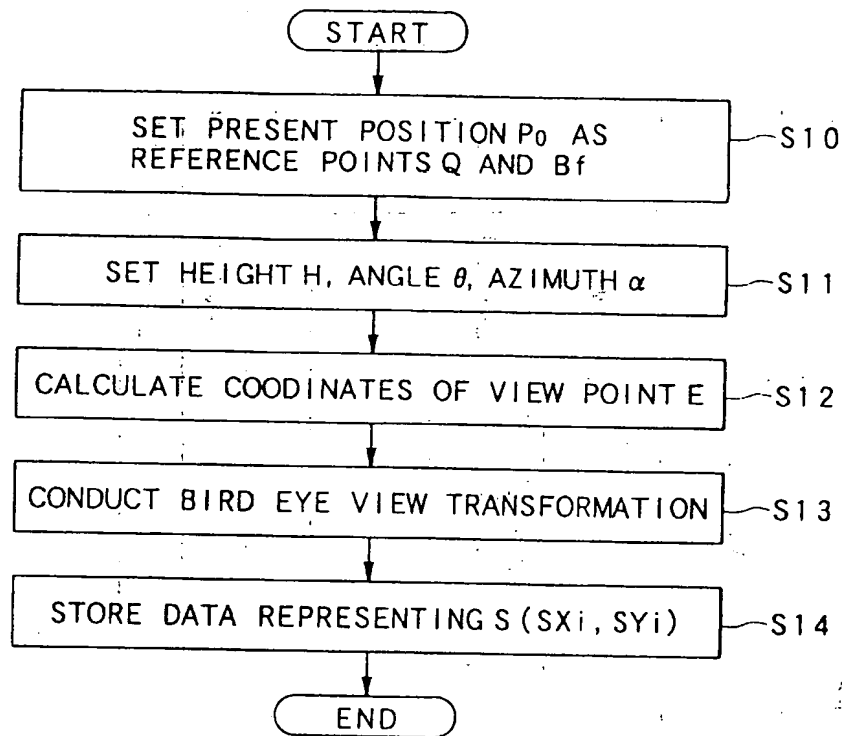 START
SET PRESENT POSITION P0 AS
REFERENCE POINTS Q AND Bf
S10
SET HEIGHT H, ANGLE θ, AZIMUTH α
S11
CALCULATE COODINATES OF VIEW POINT E
S12
CONDUCT BIRD EYE VIEW TRANSFORMATION
S13
STORE DATA REPRESENTING S (SXi, SYi)
S14
END